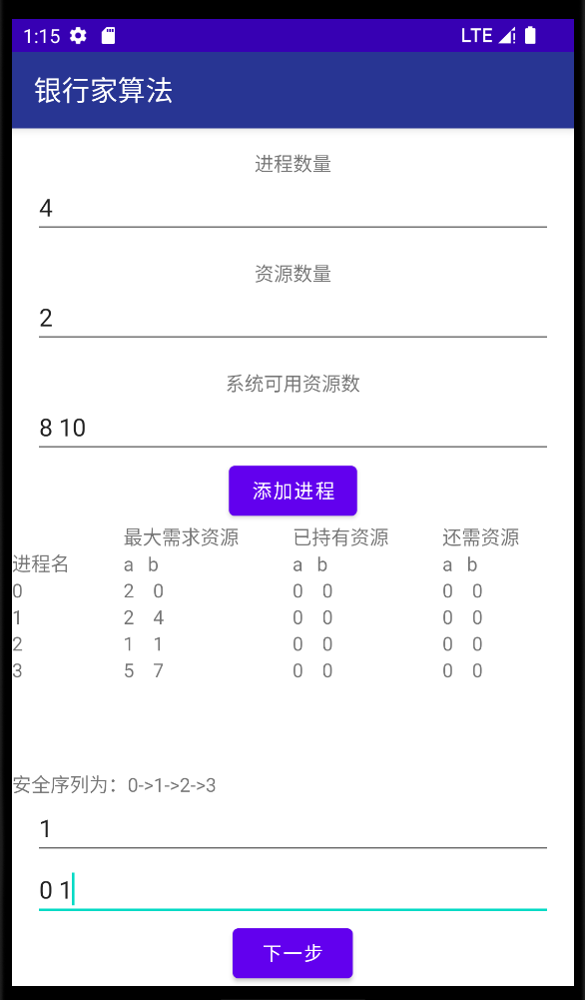 1:15 LTE
银行家算法
进程数量
4
资源数量
2
系统可用资源数
8 10
添加进程
最大需求资源 已持有资源 还需资源
进程名 a b a b a b
0 2 0 0 0 0 0
1 2 4 0 0 0 0
2 1 1 0 0 0 0
3 5 7 0 0 0 0
安全序列为：0->1->2->3
1
0 1
下一步